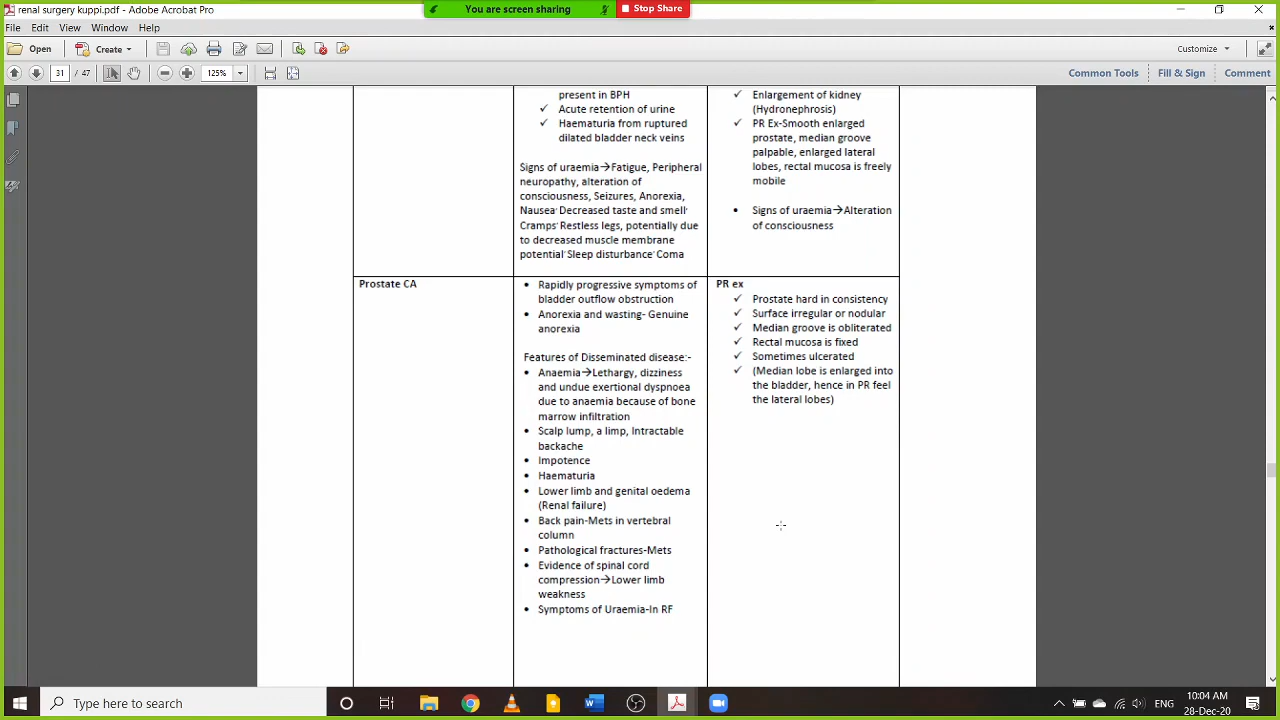 renal surgery kuppi.pdf - Adobe Acrobat Pro
You are screen sharing
Stop Share
File Edit View Window Help
Open
Create
Customize
31 / 47
125%
Common Tools
Fill & Sign
Comment
present in BPH
✓ Acute retention of urine
✓ Haematuria from ruptured
dilated bladder neck veins
Signs of uraemia→Fatigue, Peripheral
neuropathy, alteration of
consciousness, Seizures, Anorexia,
Nausea, Decreased taste and smell,
Cramps, Restless legs, potentially due
to decreased muscle membrane
potential, Sleep disturbance, Coma
✓ Enlargement of kidney
(Hydronephrosis)
✓ PR Ex-Smooth enlarged
prostate, median groove
palpable, enlarged lateral
lobes, rectal mucosa is freely
mobile
• Signs of uraemia→Alteration
of consciousness
Prostate CA
• Rapidly progressive symptoms of
bladder outflow obstruction
• Anorexia and wasting- Genuine
anorexia
Features of Disseminated disease:-
• Anaemia→Lethargy, dizziness
and undue exertional dyspnoea
due to anaemia because of bone
marrow infiltration
• Scalp lump, a limp, Intractable
backache
• Impotence
• Haematuria
• Lower limb and genital oedema
(Renal failure)
• Back pain-Mets in vertebral
column
• Pathological fractures-Mets
• Evidence of spinal cord
compression→Lower limb
weakness
• Symptoms of Uraemia-In RF
PR ex
✓ Prostate hard in consistency
✓ Surface irregular or nodular
✓ Median groove is obliterated
✓ Rectal mucosa is fixed
✓ Sometimes ulcerated
✓ (Median lobe is enlarged into
the bladder, hence in PR feel
the lateral lobes)
Type here to search
ENG
10:04 AM
28-Dec-20